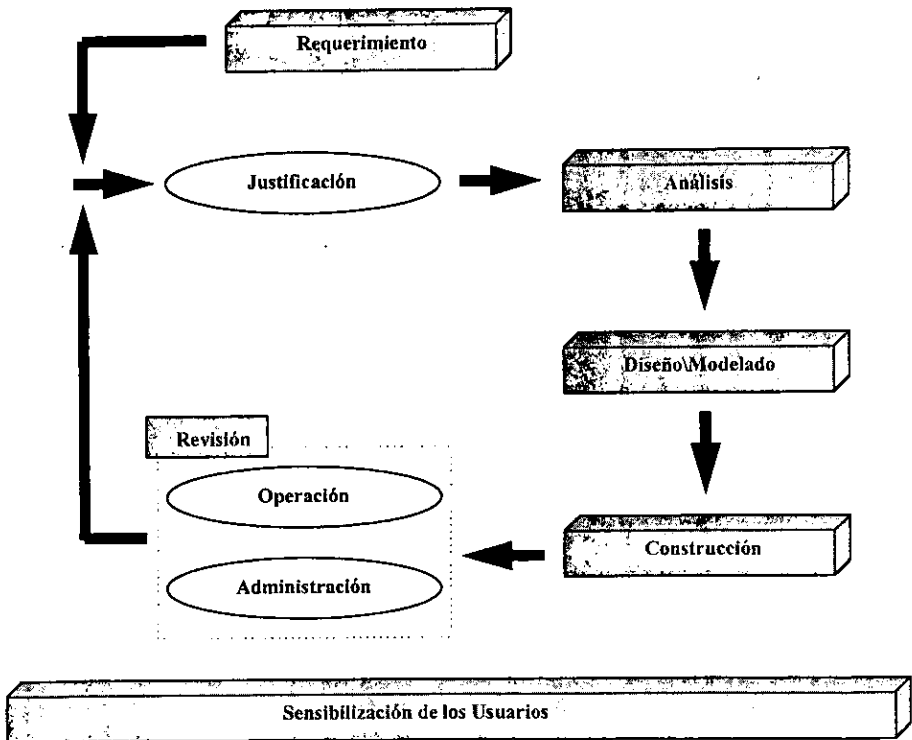 Requerimiento
Justificación
Análisis
Diseño\Modelado
Revisión
Operación
Construcción
Administración
Sensibilización de los Usuarios